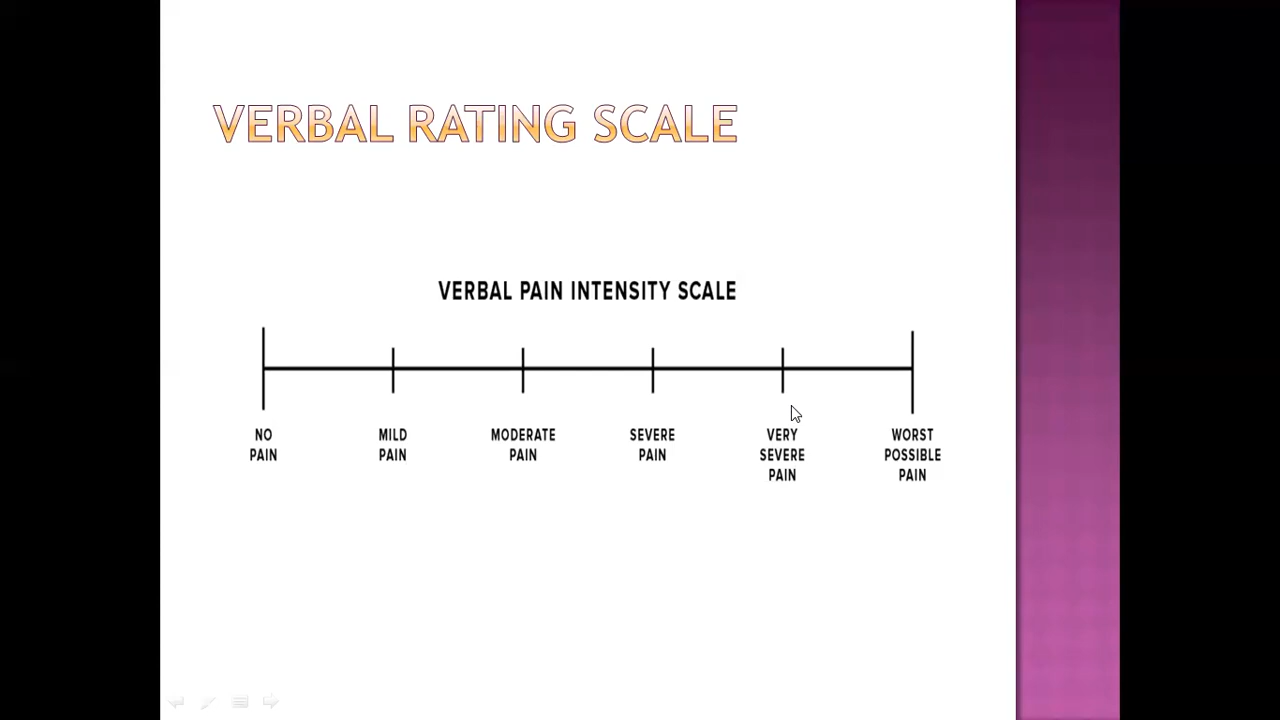 VERBAL RATING SCALE
VERBAL PAIN INTENSITY SCALE
NO PAIN
MILD PAIN
MODERATE PAIN
SEVERE PAIN
VERY SEVERE PAIN
WORST POSSIBLE PAIN